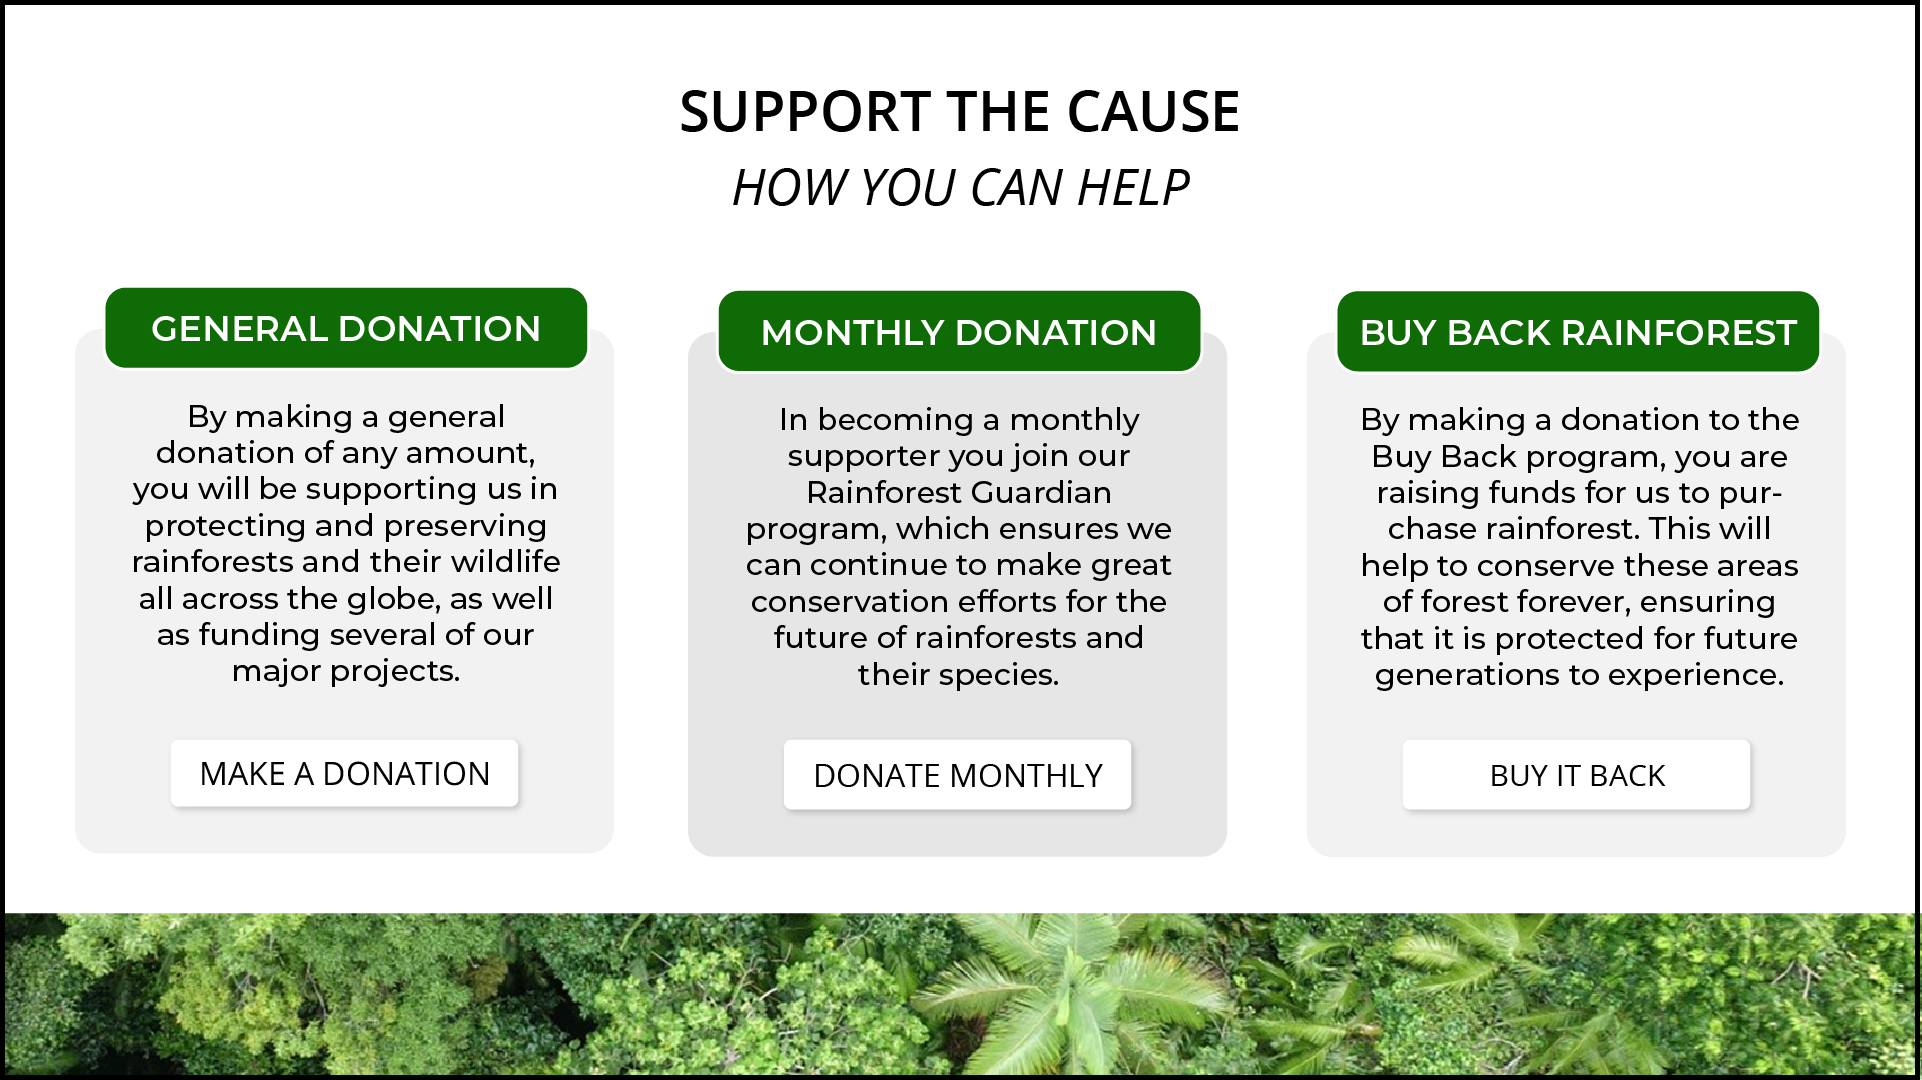 SUPPORT THE CAUSE
HOW YOU CAN HELP
GENERAL DONATION
By making a general
donation of any amount,
you will be supporting us in
protecting and preserving
rainforests and their wildlife
all across the globe, as well
as funding several of our
major projects.
MAKE A DONATION
MONTHLY DONATION
In becoming a monthly
supporter you join our
Rainforest Guardian
program, which ensures we
can continue to make great
conservation efforts for the
future of rainforests and
their species.
DONATE MONTHLY
BUY BACK RAINFOREST
By making a donation to the
Buy Back program, you are
raising funds for us to pur-
chase rainforest. This will
help to conserve these areas
of forest forever, ensuring
that it is protected for future
generations to experience.
BUY IT BACK